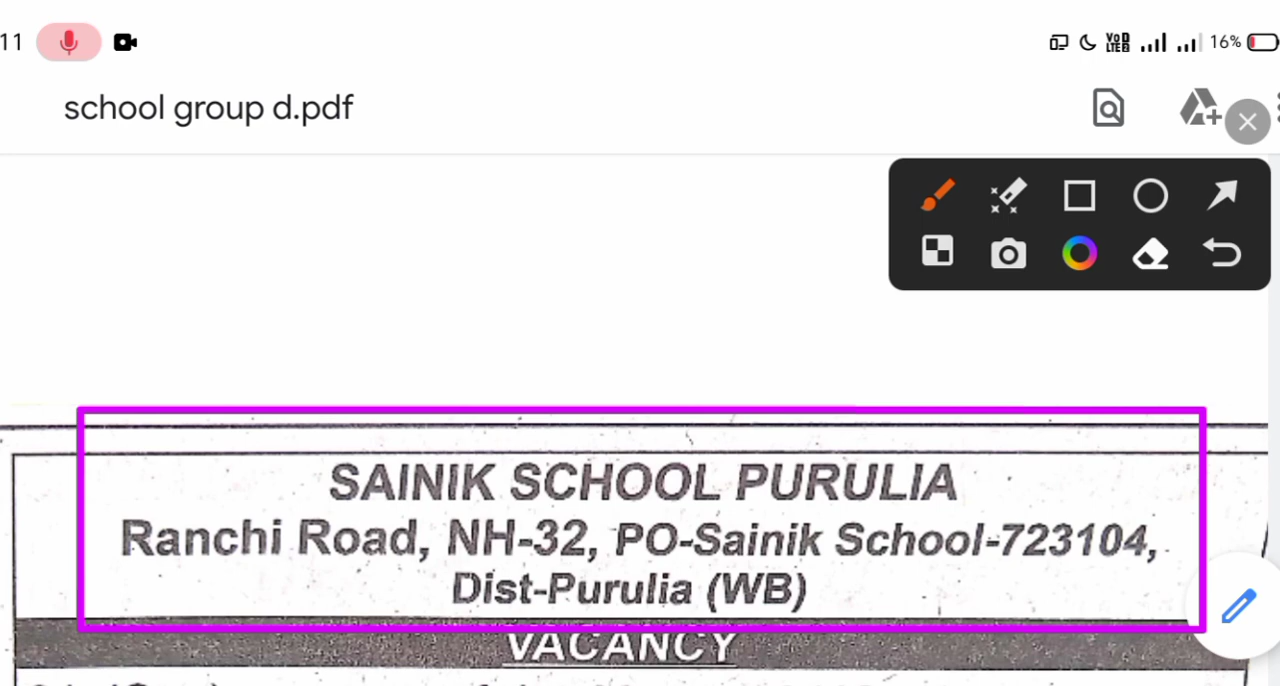 11
16%
school group d.pdf
SAINIK SCHOOL PURULIA
Ranchi Road, NH-32, PO-Sainik School-723104,
Dist-Purulia (WB)
VACANCY